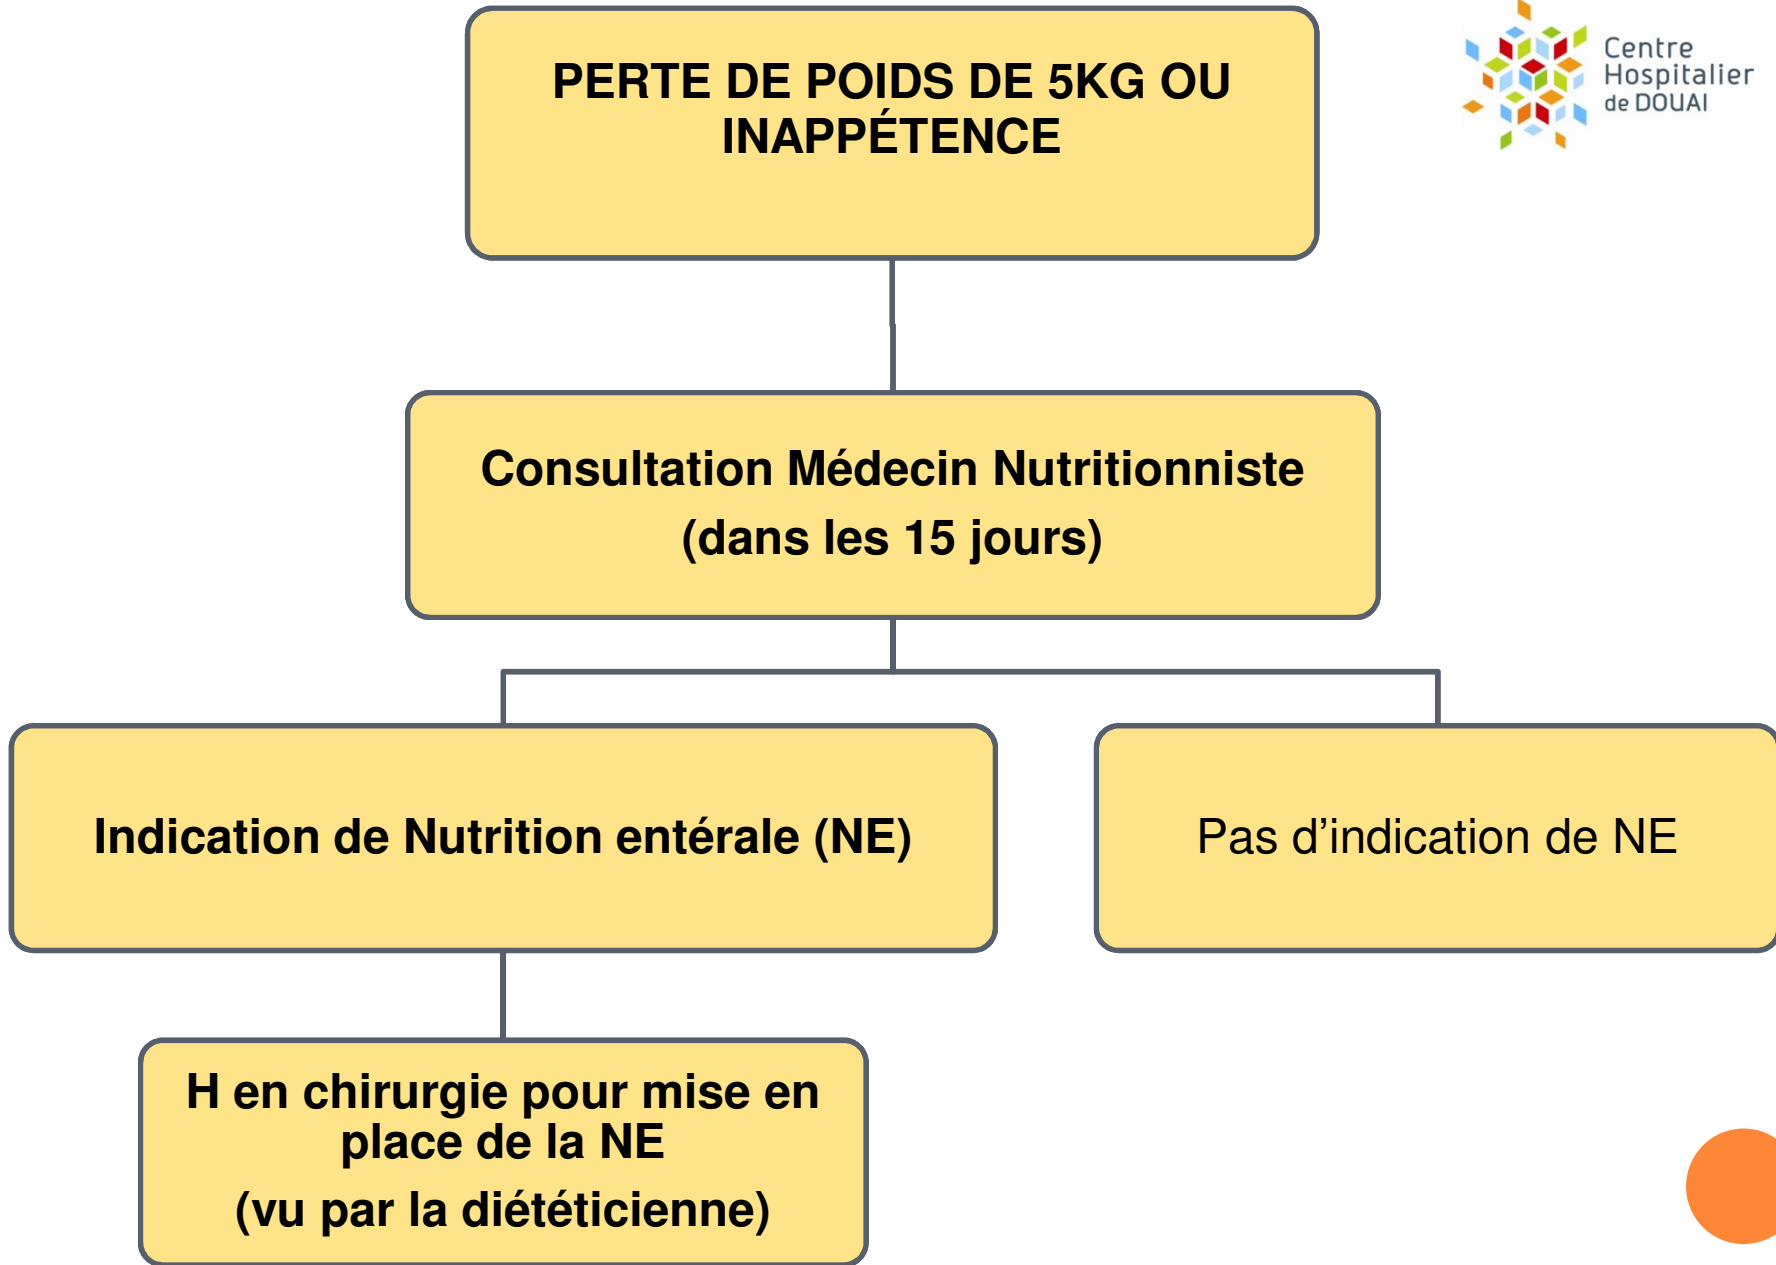 PERTE DE POIDS DE 5KG OU
INAPPÉTENCE
Centre
Hospitalier
de DOUAI
Consultation Médecin Nutritionniste
(dans les 15 jours)
Indication de Nutrition entérale (NE)
Pas d’indication de NE
H en chirurgie pour mise en
place de la NE
(vu par la diététicienne)